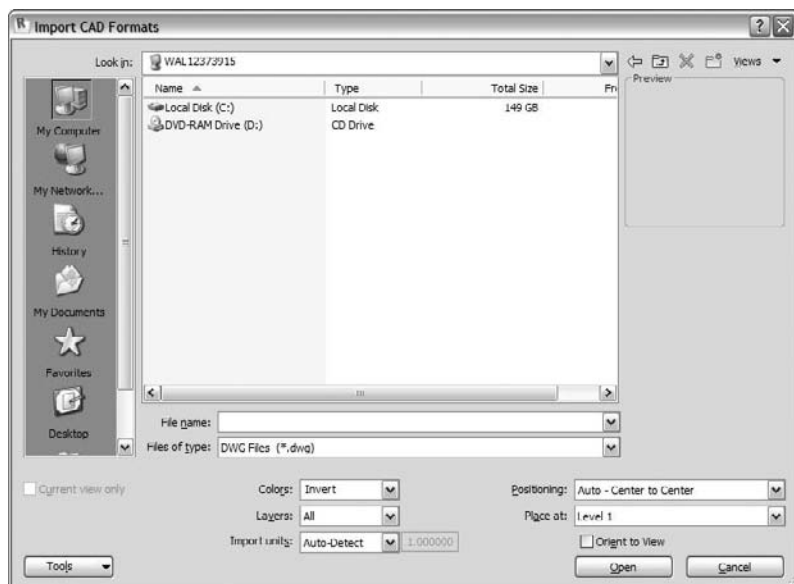 R Import CAD Formats
Look in: WAL12373915 Views
Name Type Total Size Fr
Local Disk (C:) Local Disk 149 GB
DVD-RAM Drive (D:) CD Drive
Preview
My Computer
My Network...
History
My Documents
Favorites
Desktop
File name:
Files of type: DWG Files (*.dwg)
Current view only
Colors: Invert
Positioning: Auto - Center to Center
Layers: All
Place at: Level 1
Import units: Auto-Detect 1.000000
Orient to View
Tools Open Cancel